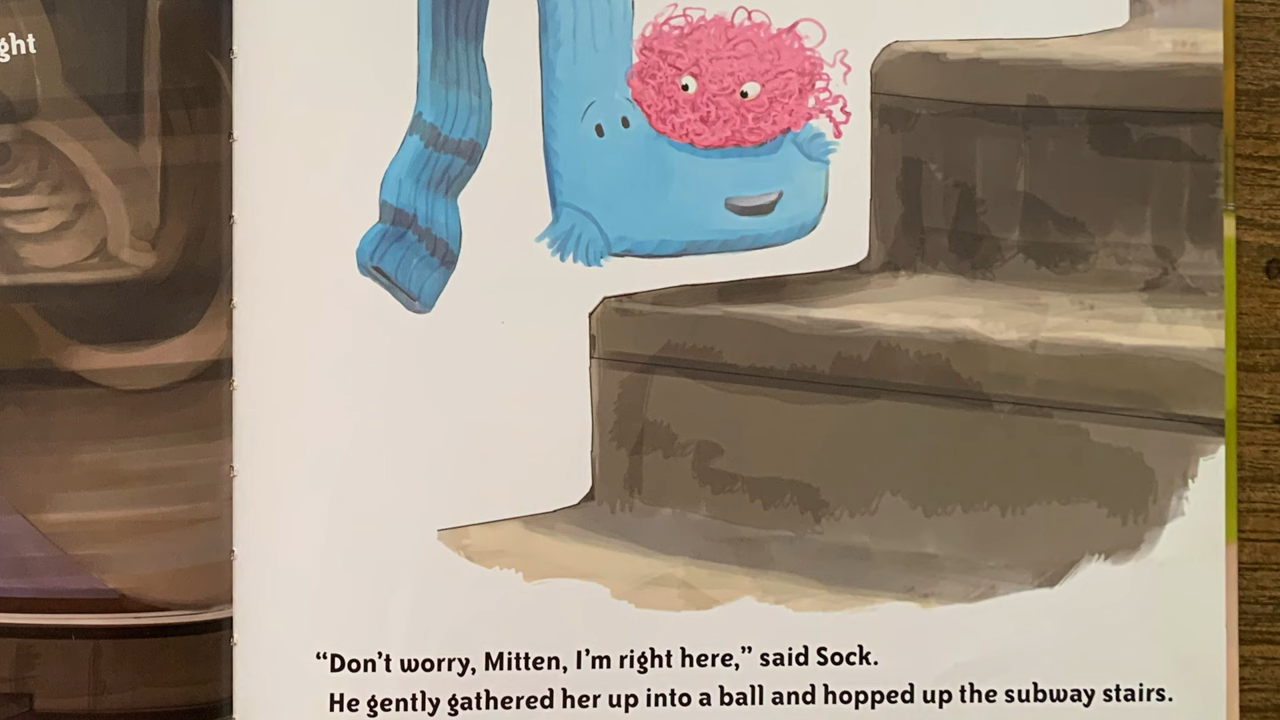 “Don’t worry, Mitten, I’m right here,” said Sock.
He gently gathered her up into a ball and hopped up the subway stairs.